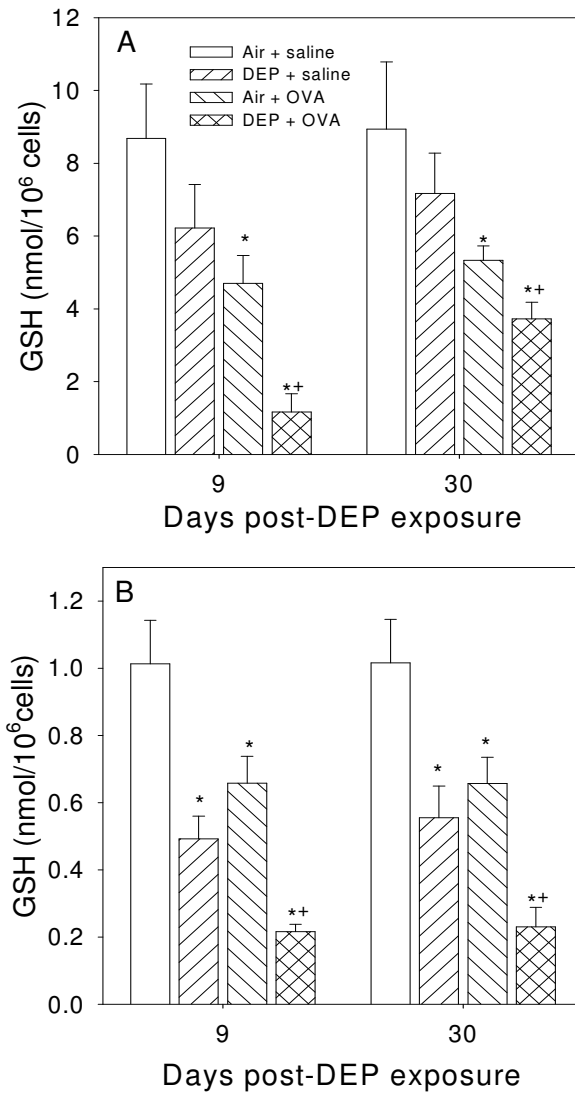 A
Air + saline
DEP + saline
Air + OVA
DEP + OVA
12
10
8
6
4
2
0
GSH (nmol/10⁶ cells)
*
*+
*
*+
9
30
Days post-DEP exposure
B
1.2
1.0
0.8
0.6
0.4
0.2
0.0
GSH (nmol/10⁶cells)
*
*
*+
*
*
*+
9
30
Days post-DEP exposure